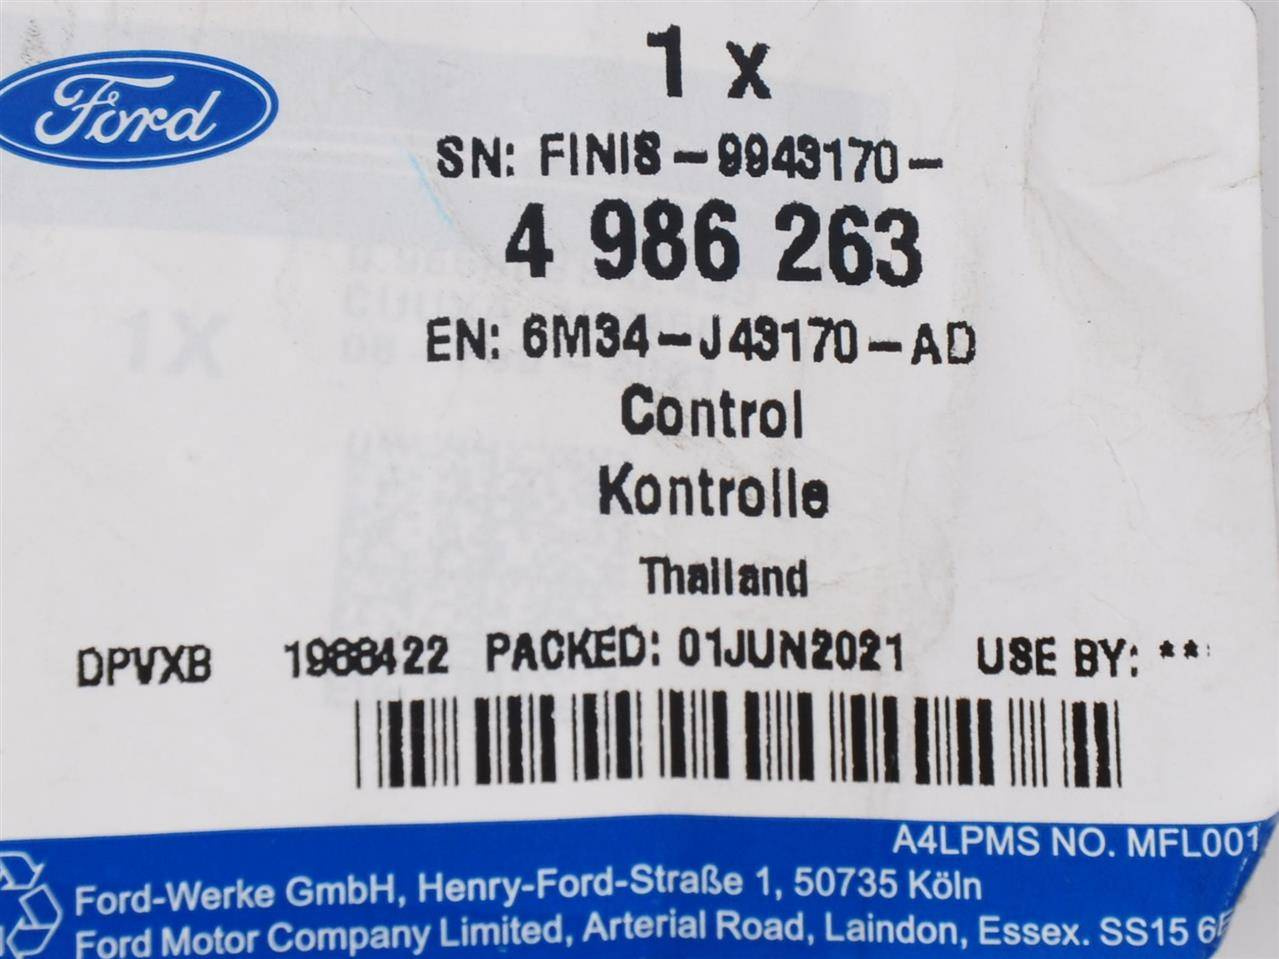 Ford
1 x
SN: FINIS-9943170-
4 986 263
EN: 6M34-J43170-AD
Control
Kontrolle
1X
Thailand
DPVXB 1988422 PACKED: 01JUN2021 USE BY: **
A4LPMS NO. MFL001
Ford-Werke GmbH, Henry-Ford-Straße 1, 50735 Köln
Ford Motor Company Limited, Arterial Road, Laindon, Essex. SS15 6E